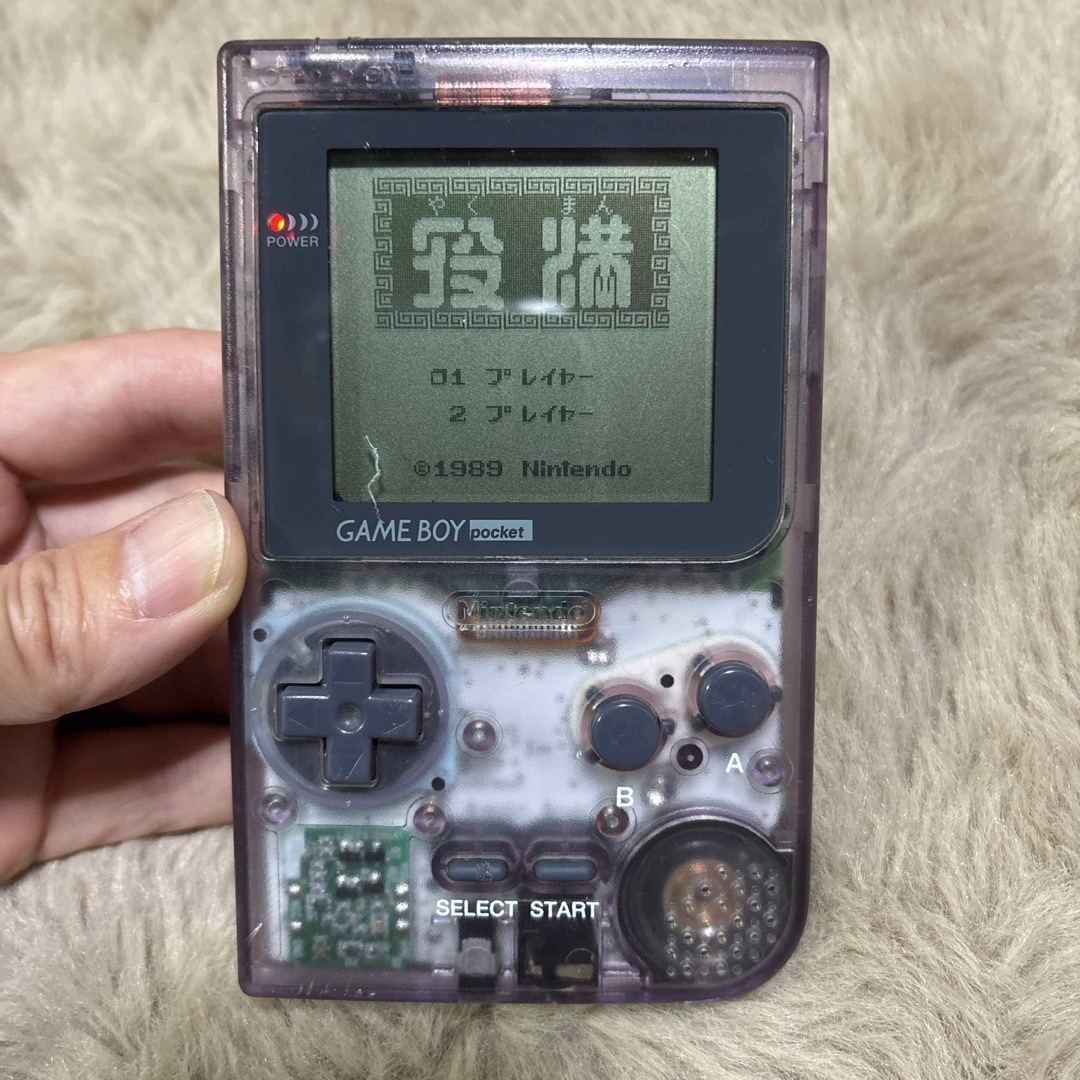 POWER
やく まん
役満
1 プレイヤー
2 プレイヤー
©1989 Nintendo
GAME BOY pocket
Nintendo
A
B
SELECT START